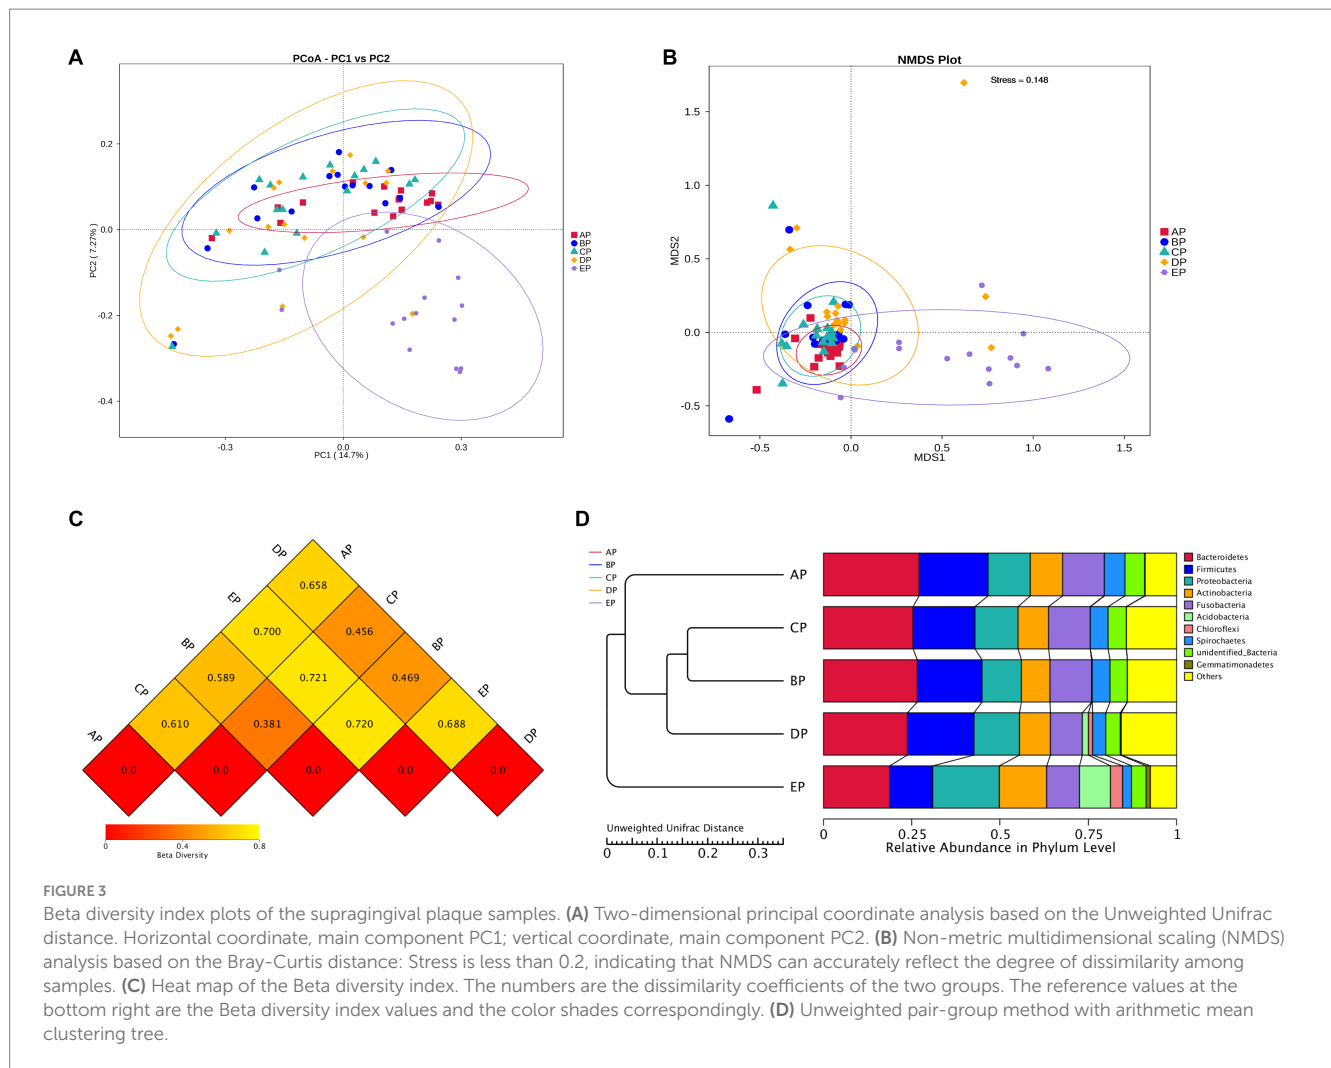 A
PCoA - PC1 vs PC2
0.2
0.0
-0.2
-0.4
PC2 ( 7.27% )
-0.3
0.0
0.3
PC1 ( 14.7% )
AP
BP
CP
DP
EP
B
NMDS Plot
Stress = 0.148
1.5
1.0
0.5
0.0
-0.5
MDS2
-0.5
0.0
0.5
1.0
1.5
MDS1
AP
BP
CP
DP
EP
C
DP
AP
0.658
EP
CP
0.700
0.456
BP
BP
0.589
0.721
0.469
CP
EP
0.610
0.381
0.720
0.688
AP
DP
0.0
0.0
0.0
0.0
0.0
0
0.4
0.8
Beta Diversity
D
AP
BP
CP
DP
EP
AP
CP
BP
DP
EP
Unweighted Unifrac Distance
0
0.1
0.2
0.3
0
0.25
0.5
0.75
1
Relative Abundance in Phylum Level
Bacteroidetes
Firmicutes
Proteobacteria
Actinobacteria
Fusobacteria
Acidobacteria
Chloroflexi
Spirochaetes
unidentified_Bacteria
Gemmatimonadetes
Others
FIGURE 3
Beta diversity index plots of the supragingival plaque samples. (A) Two-dimensional principal coordinate analysis based on the Unweighted Unifrac
distance. Horizontal coordinate, main component PC1; vertical coordinate, main component PC2. (B) Non-metric multidimensional scaling (NMDS)
analysis based on the Bray-Curtis distance: Stress is less than 0.2, indicating that NMDS can accurately reflect the degree of dissimilarity among
samples. (C) Heat map of the Beta diversity index. The numbers are the dissimilarity coefficients of the two groups. The reference values at the
bottom right are the Beta diversity index values and the color shades correspondingly. (D) Unweighted pair-group method with arithmetic mean
clustering tree.